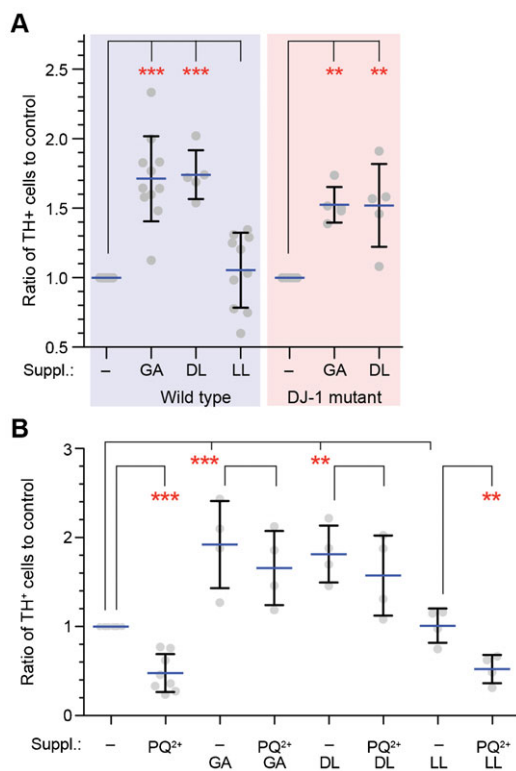 A
Ratio of TH+ cells to control
2.5
2.0
1.5
1.0
0.5
*** *** ** **
Suppl.: – GA DL LL – GA DL
Wild type DJ-1 mutant
B
Ratio of TH⁺ cells to control
3
2
1
0
*** *** ** **
Suppl.: – PQ²⁺ – PQ²⁺ – PQ²⁺ – PQ²⁺
GA GA DL DL LL LL